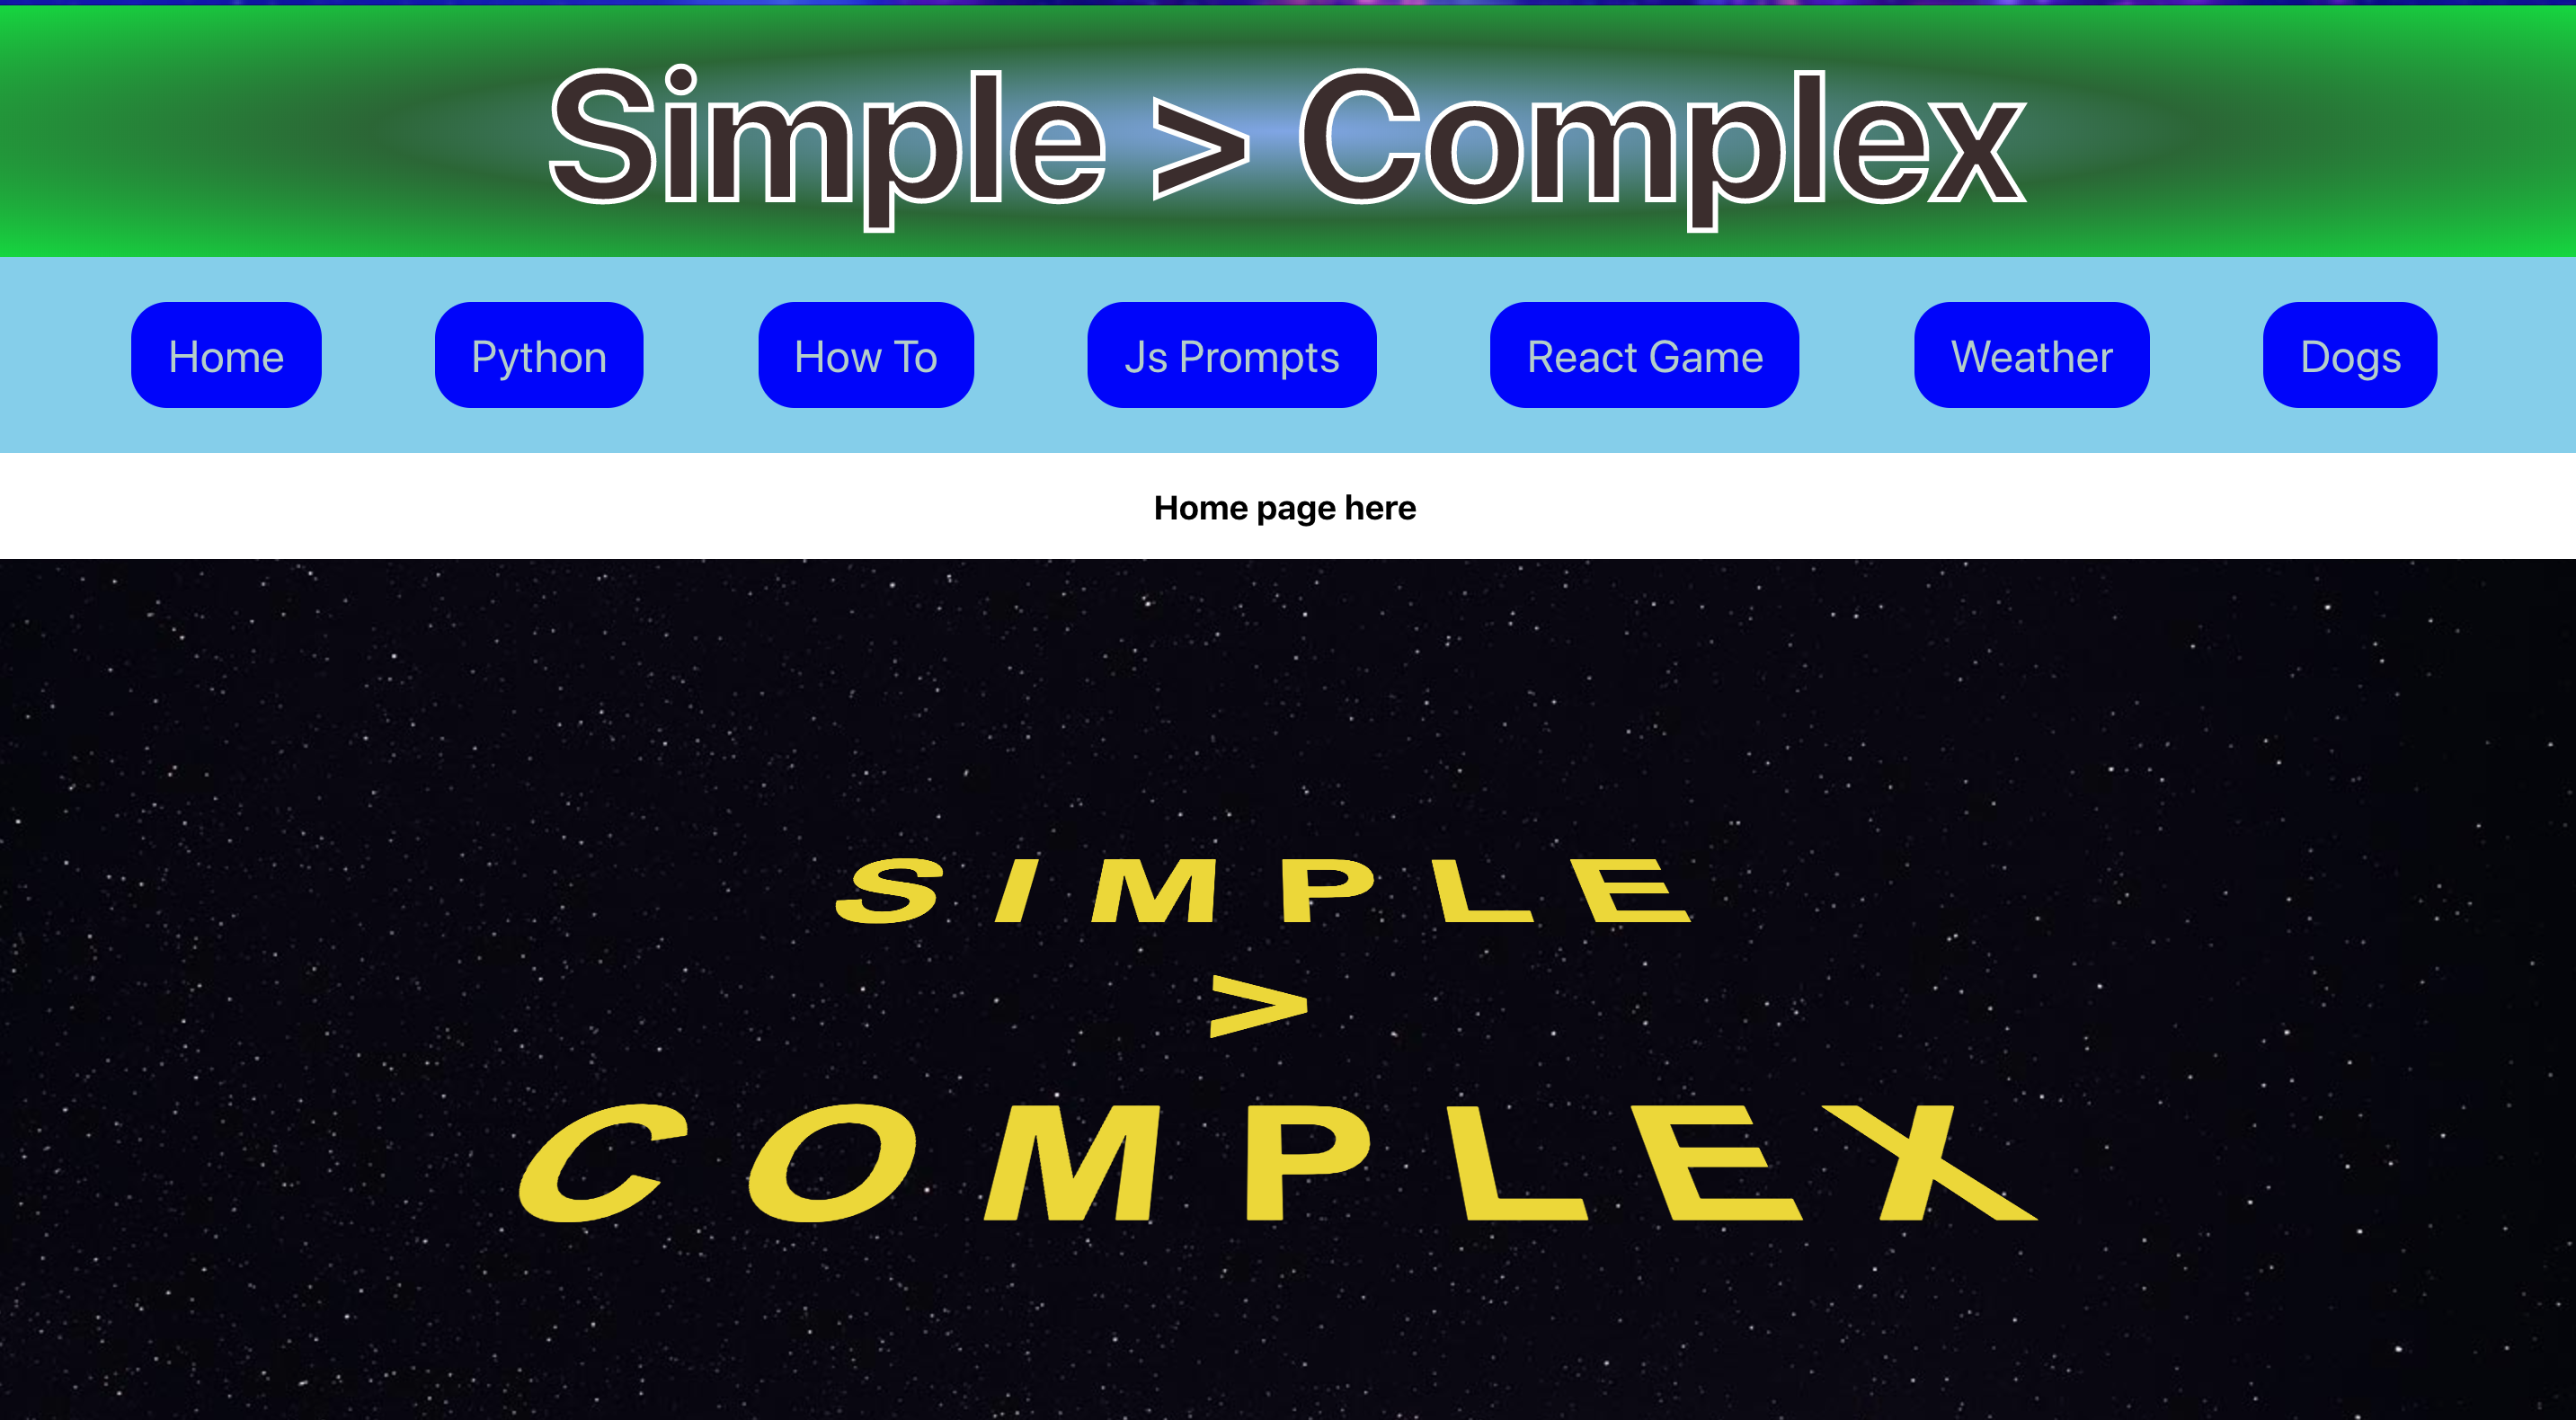 Simple > Complex
Home Python How To Js Prompts React Game Weather Dogs
Home page here
SIMPLE
>
COMPLEX